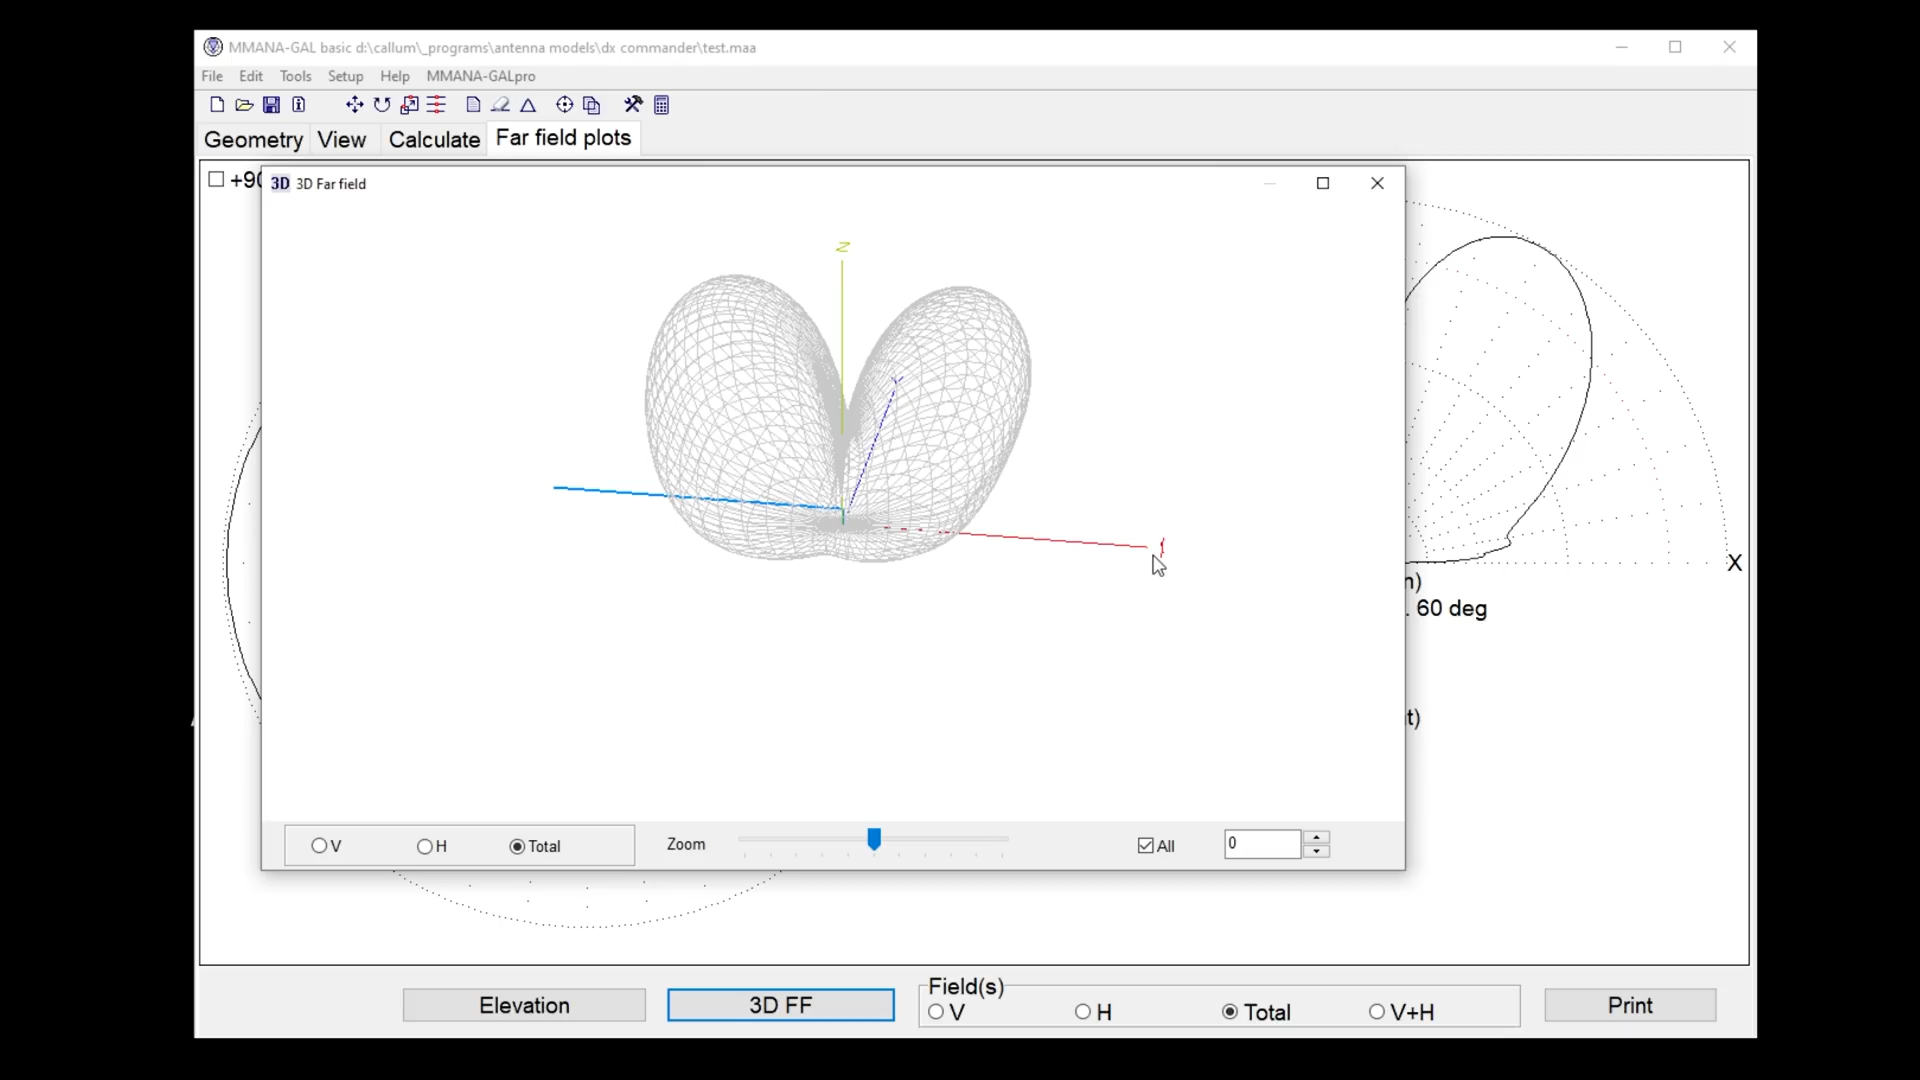 MMANA-GAL basic d:\callum\_programs\antenna models\dx commander\test.maa
File Edit Tools Setup Help MMANA-GALpro
Geometry View Calculate Far field plots
+90
3D 3D Far field
Z
X
n)
. 60 deg
t)
V H Total Zoom All 0
Elevation 3D FF Field(s) V H Total V+H Print